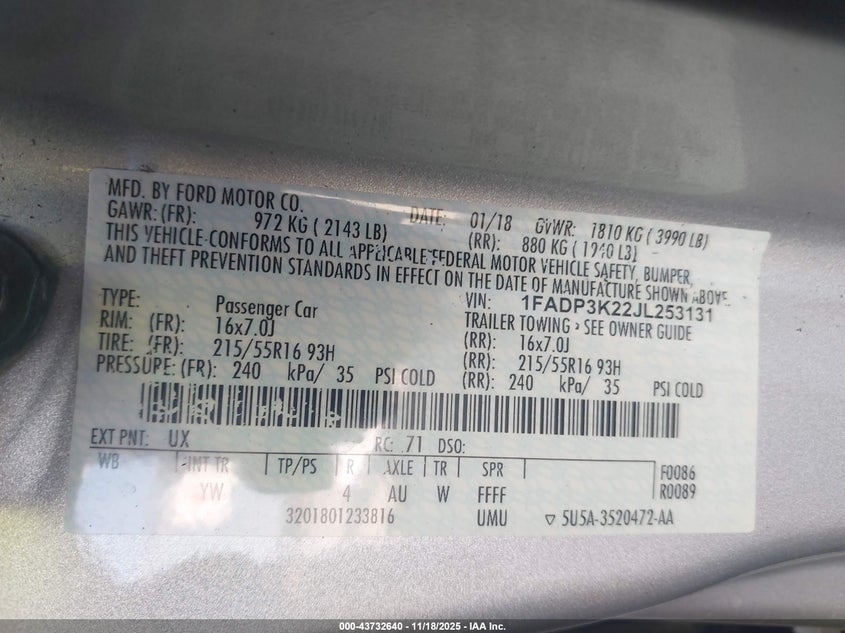 MFD. BY FORD MOTOR CO. DATE: 01/18 GVWR: 1810 KG ( 3990 LB)
GAWR: (FR): 972 KG ( 2143 LB) (RR): 880 KG ( 1940 LB)
THIS VEHICLE CONFORMS TO ALL APPLICABLE FEDERAL MOTOR VEHICLE SAFETY, BUMPER,
AND THEFT PREVENTION STANDARDS IN EFFECT ON THE DATE OF MANUFACTURE SHOWN ABOVE.
VIN: 1FADP3K22JL253131
TYPE: Passenger Car TRAILER TOWING - SEE OWNER GUIDE
RIM: (FR): 16x7.0J (RR): 16x7.0J
TIRE: (FR): 215/55R16 93H (RR): 215/55R16 93H
PRESSURE: (FR): 240 kPa/ 35 PSI COLD (RR): 240 kPa/ 35 PSI COLD
EXT PNT: UX RC: 71 DSO:
WB INT TR TP/PS R AXLE TR SPR F0086
YW 4 AU W FFFF R0089
3201801233816 UMU ▽ 5U5A-3520472-AA
000-43732640 - 11/18/2025 - IAA Inc.